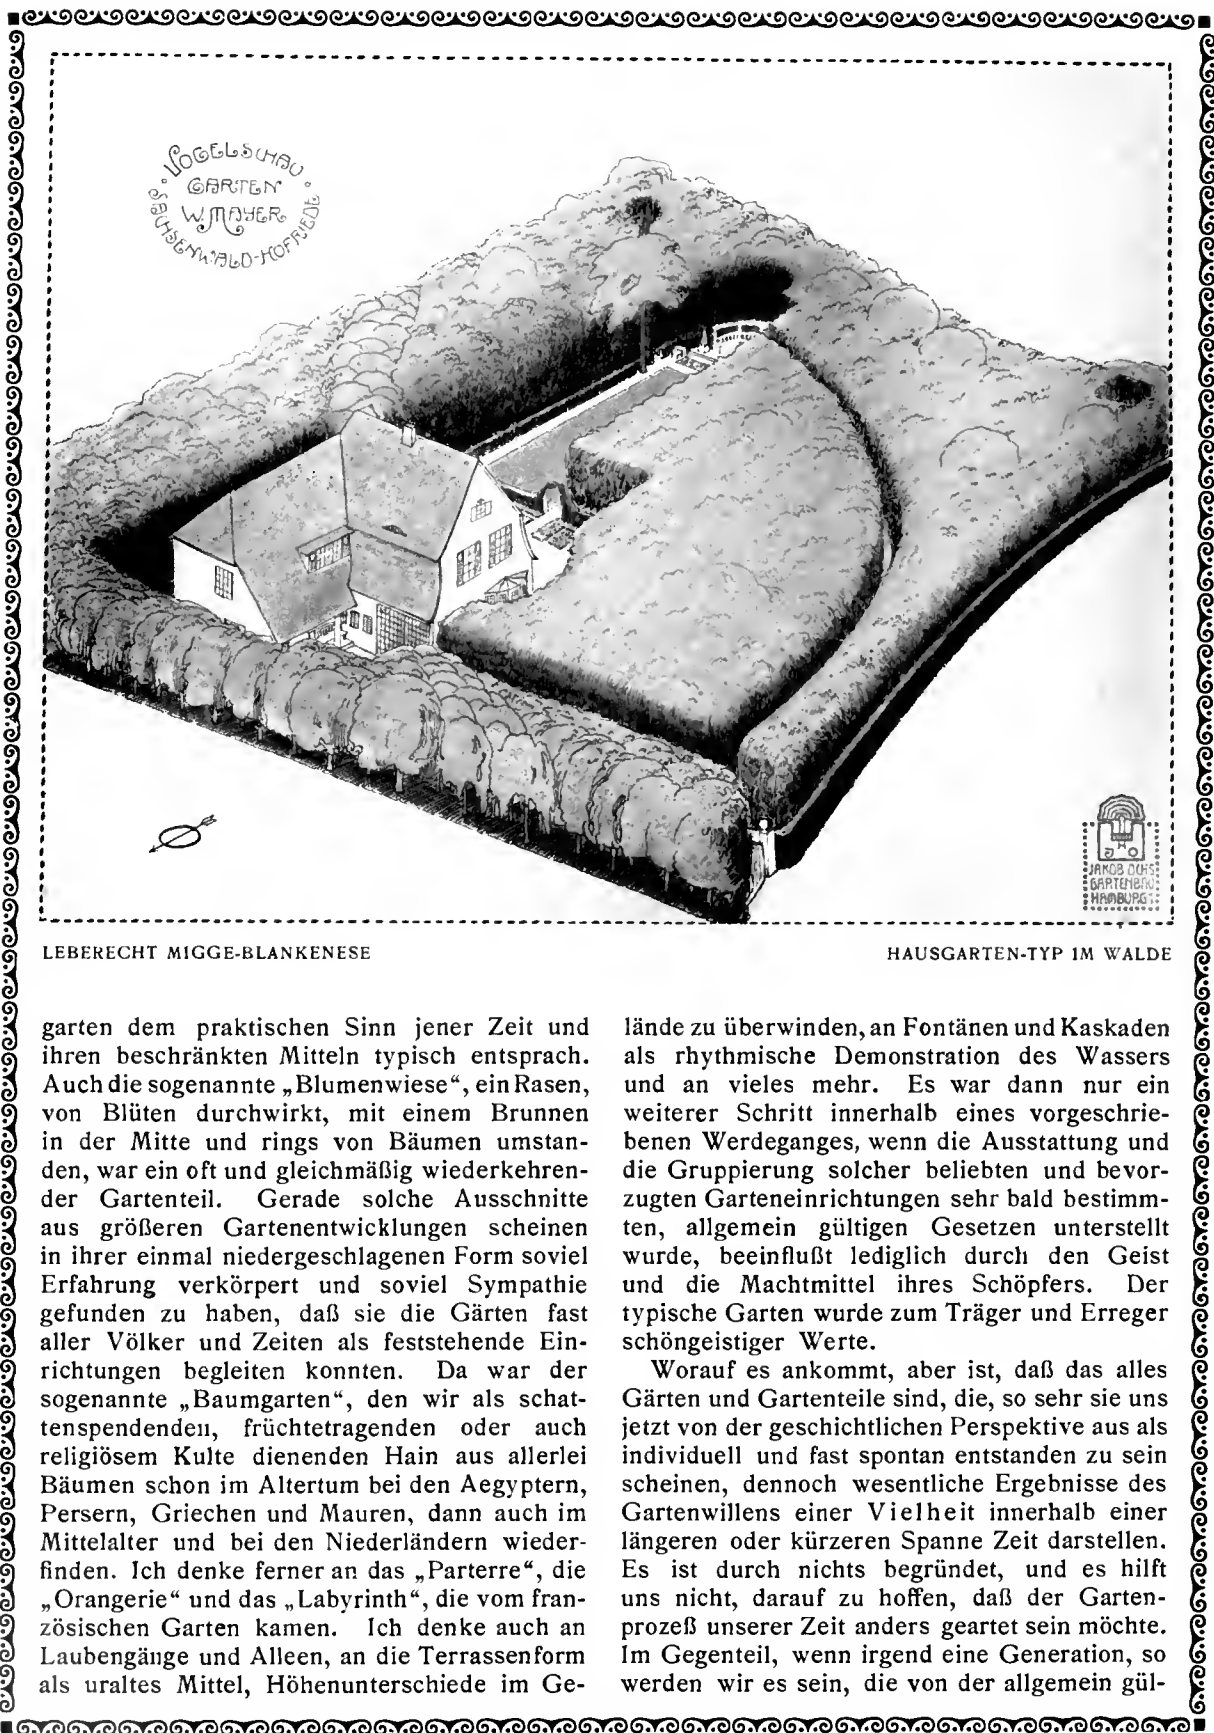 VOGELSCHAU
GARTEN
W. MAYER
SACHSENWALD-HOFRIEDE
JAKOB OCHS
GARTENBAU
HAMBURG
LEBERECHT MIGGE-BLANKENESE
HAUSGARTEN-TYP IM WALDE
garten dem praktischen Sinn jener Zeit und
ihren beschränkten Mitteln typisch entsprach.
Auch die sogenannte „Blumenwiese“, ein Rasen,
von Blüten durchwirkt, mit einem Brunnen
in der Mitte und rings von Bäumen umstan-
den, war ein oft und gleichmäßig wiederkehren-
der Gartenteil. Gerade solche Ausschnitte
aus größeren Gartenentwicklungen scheinen
in ihrer einmal niedergeschlagenen Form soviel
Erfahrung verkörpert und soviel Sympathie
gefunden zu haben, daß sie die Gärten fast
aller Völker und Zeiten als feststehende Ein-
richtungen begleiten konnten. Da war der
sogenannte „Baumgarten“, den wir als schat-
tenspendenden, früchtetragenden oder auch
religiösem Kulte dienenden Hain aus allerlei
Bäumen schon im Altertum bei den Aegyptern,
Persern, Griechen und Mauren, dann auch im
Mittelalter und bei den Niederländern wieder-
finden. Ich denke ferner an das „Parterre“, die
„Orangerie“ und das „Labyrinth“, die vom fran-
zösischen Garten kamen. Ich denke auch an
Laubengänge und Alleen, an die Terrassenform
als uraltes Mittel, Höhenunterschiede im Ge-
lände zu überwinden, an Fontänen und Kaskaden
als rhythmische Demonstration des Wassers
und an vieles mehr. Es war dann nur ein
weiterer Schritt innerhalb eines vorgeschrie-
benen Werdeganges, wenn die Ausstattung und
die Gruppierung solcher beliebten und bevor-
zugten Garteneinrichtungen sehr bald bestimm-
ten, allgemein gültigen Gesetzen unterstellt
wurde, beeinflußt lediglich durch den Geist
und die Machtmittel ihres Schöpfers. Der
typische Garten wurde zum Träger und Erreger
schöngeistiger Werte.
Worauf es ankommt, aber ist, daß das alles
Gärten und Gartenteile sind, die, so sehr sie uns
jetzt von der geschichtlichen Perspektive aus als
individuell und fast spontan entstanden zu sein
scheinen, dennoch wesentliche Ergebnisse des
Gartenwillens einer Vielheit innerhalb einer
längeren oder kürzeren Spanne Zeit darstellen.
Es ist durch nichts begründet, und es hilft
uns nicht, darauf zu hoffen, daß der Garten-
prozeß unserer Zeit anders geartet sein möchte.
Im Gegenteil, wenn irgend eine Generation, so
werden wir es sein, die von der allgemein gül-